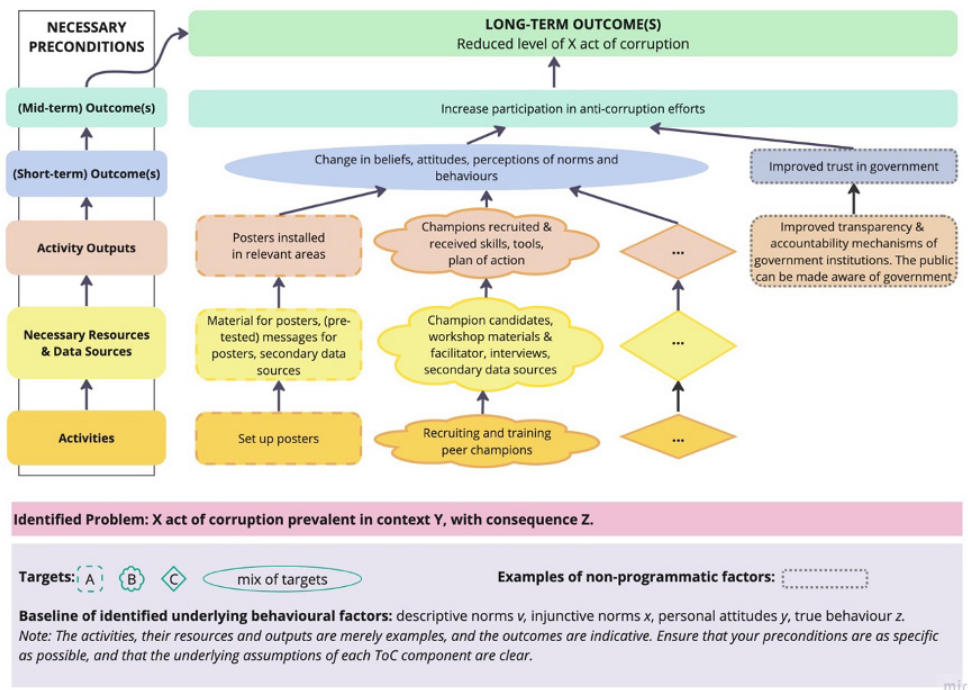 NECESSARY
PRECONDITIONS
LONG-TERM OUTCOME(S)
Reduced level of X act of corruption
(Mid-term) Outcome(s)
Increase participation in anti-corruption efforts
(Short-term) Outcome(s)
Change in beliefs, attitudes, perceptions of norms and
behaviours
Improved trust in government
Activity Outputs
Posters installed
in relevant areas
Champions recruited &
received skills, tools,
plan of action
...
Improved transparency &
accountability mechanisms of
government institutions. The public
can be made aware of government
Necessary Resources
& Data Sources
Material for posters, (pre-
tested) messages for
posters, secondary data
sources
Champion candidates,
workshop materials &
facilitator, interviews,
secondary data sources
...
Activities
Set up posters
Recruiting and training
peer champions
...
Identified Problem: X act of corruption prevalent in context Y, with consequence Z.
Targets: A B C mix of targets
Examples of non-programmatic factors:
Baseline of identified underlying behavioural factors: descriptive norms v, injunctive norms x, personal attitudes y, true behaviour z.
Note: The activities, their resources and outputs are merely examples, and the outcomes are indicative. Ensure that your preconditions are as specific
as possible, and that the underlying assumptions of each ToC component are clear.